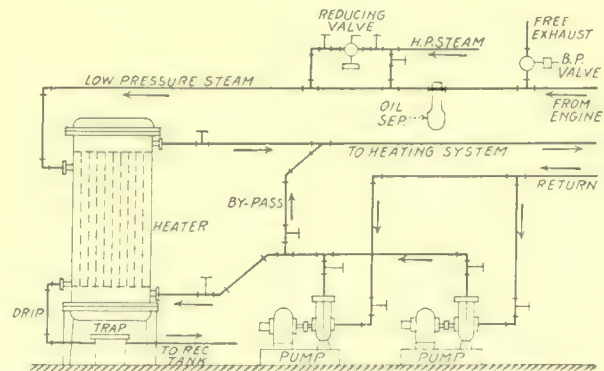 REDUCING
VALVE
H.P. STEAM
FREE
EXHAUST
B.P.
VALVE
LOW PRESSURE STEAM
OIL
SEP.
FROM
ENGINE
TO HEATING SYSTEM
RETURN
BY-PASS
HEATER
DRIP
TRAP
TO REC
TANK
PUMP
PUMP